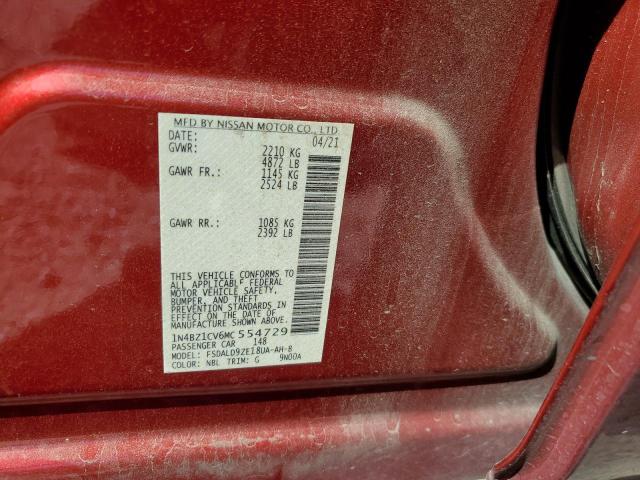 MFD BY NISSAN MOTOR CO., LTD
DATE: 04/21
GVWR: 2210 KG
4872 LB
GAWR FR.: 1145 KG
2524 LB
GAWR RR.: 1085 KG
2392 LB
THIS VEHICLE CONFORMS TO
ALL APPLICABLE FEDERAL
MOTOR VEHICLE SAFETY,
BUMPER, AND THEFT
PREVENTION STANDARDS IN
EFFECT ON THE DATE OF
MANUFACTURE SHOWN ABOVE.
1N4BZ1CV6MC 554729
PASSENGER CAR 148
MODEL: FSDALD9ZE18UA-AH-B
COLOR: NBL TRIM: G 9N00A